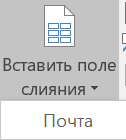 Вставить поле
слияния
Почта